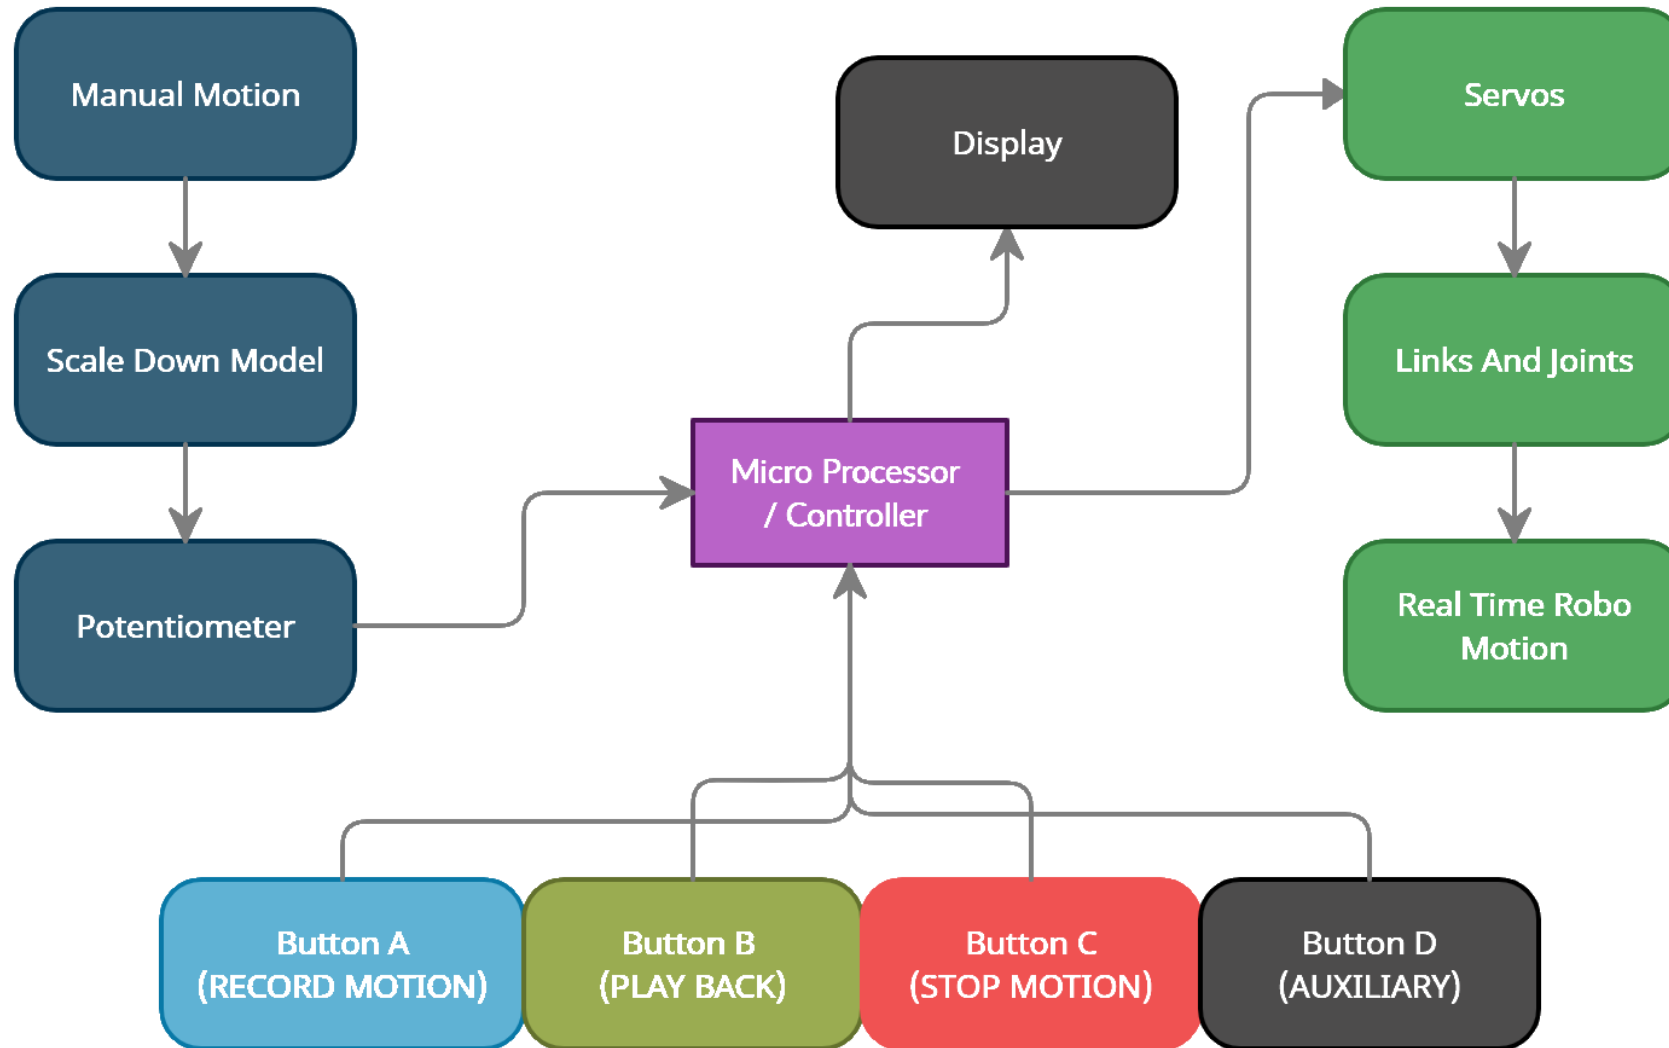 Manual Motion
Scale Down Model
Potentiometer
Display
Micro Processor
/ Controller
Servos
Links And Joints
Real Time Robo
Motion
Button A
(RECORD MOTION)
Button B
(PLAY BACK)
Button C
(STOP MOTION)
Button D
(AUXILIARY)